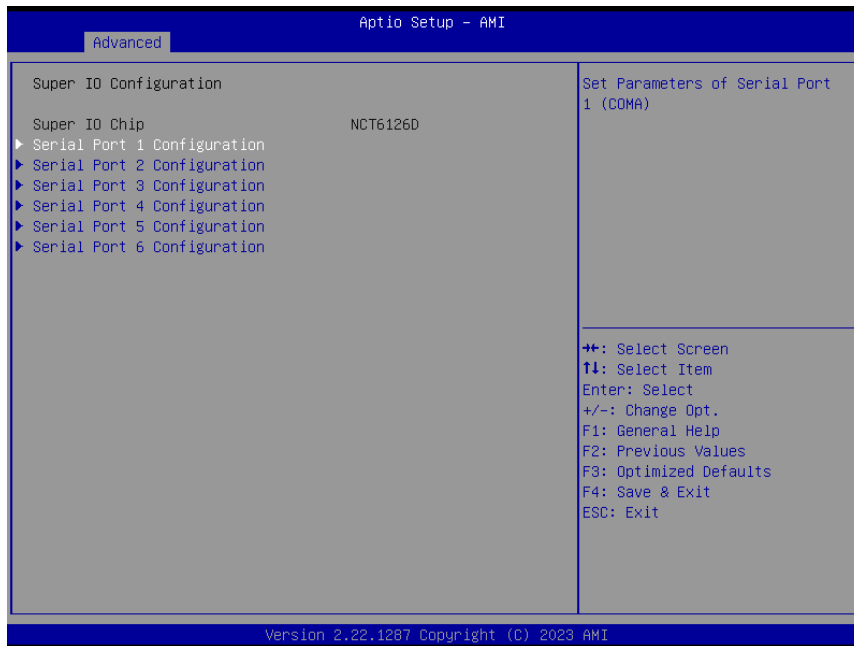 Aptio Setup - AMI
Advanced
Super IO Configuration
Super IO Chip NCT6126D
Serial Port 1 Configuration
Serial Port 2 Configuration
Serial Port 3 Configuration
Serial Port 4 Configuration
Serial Port 5 Configuration
Serial Port 6 Configuration
Set Parameters of Serial Port
1 (COMA)
→←: Select Screen
↑↓: Select Item
Enter: Select
+/-: Change Opt.
F1: General Help
F2: Previous Values
F3: Optimized Defaults
F4: Save & Exit
ESC: Exit
Version 2.22.1287 Copyright (C) 2023 AMI